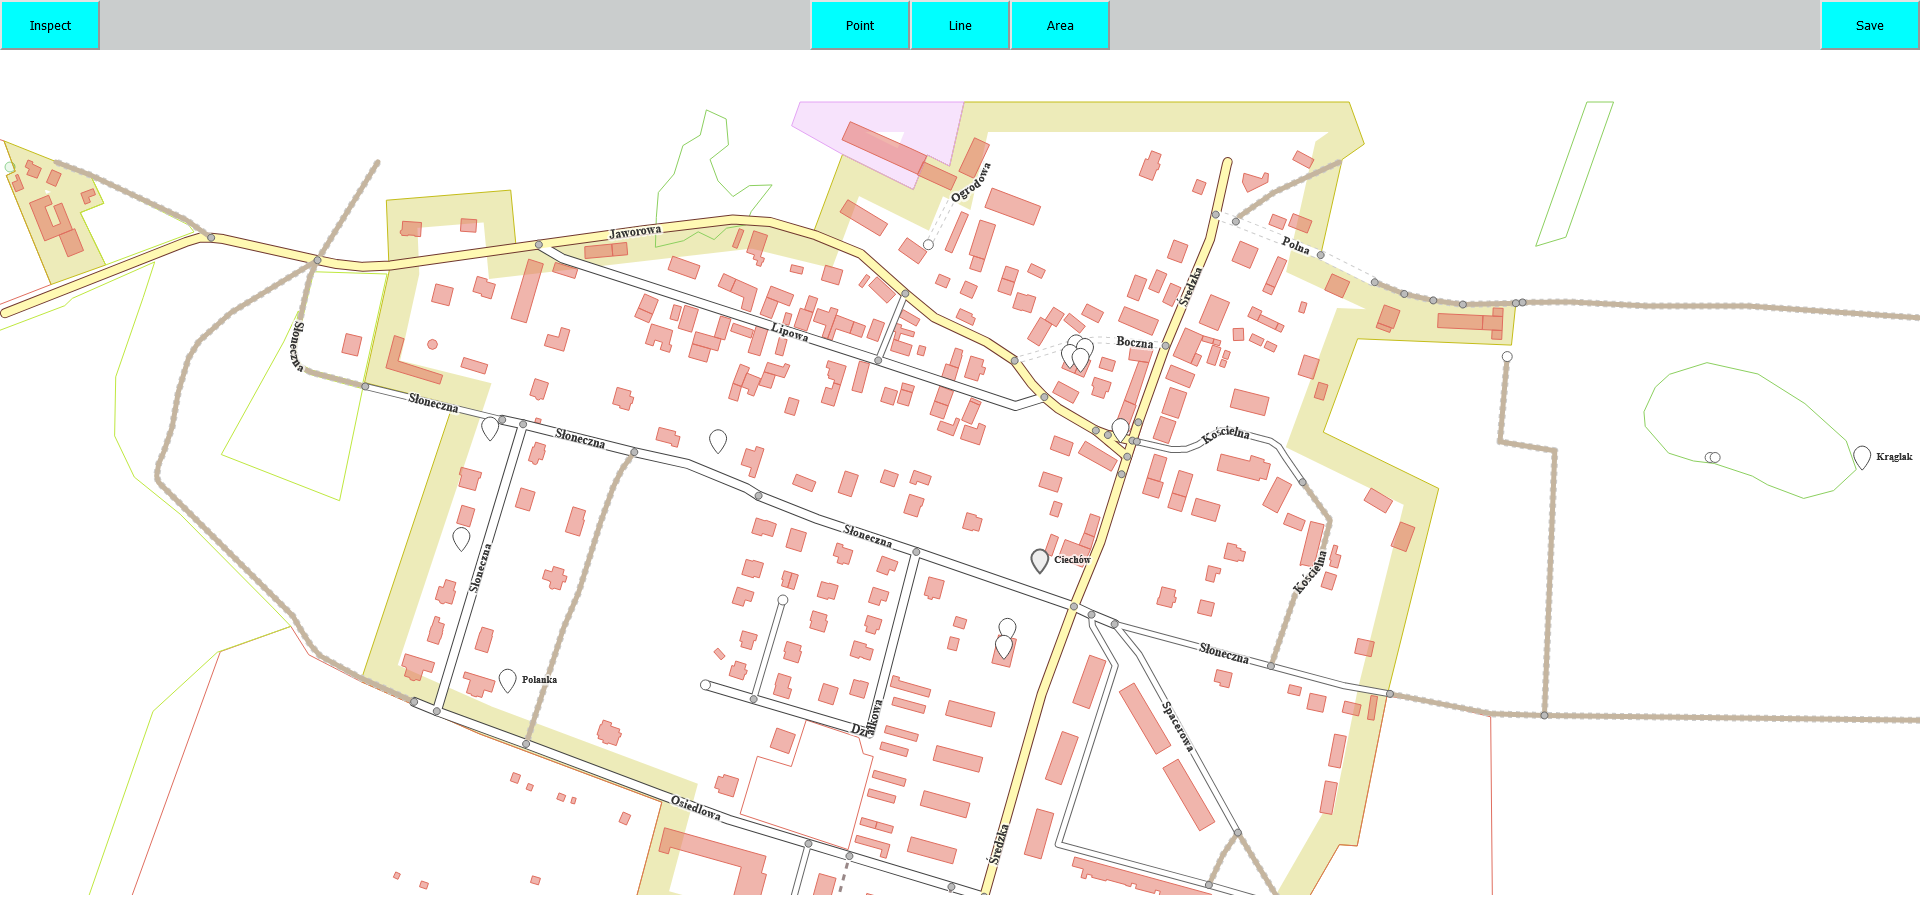 Inspect
Point
Line
Area
Save
Ogrodowa
Jaworowa
Polna
Średzka
Słoneczna
Lipowa
Boczna
Słoneczna
Słoneczna
Kościelna
Krąglak
Słoneczna
Słoneczna
Ciechów
Kościelna
Słoneczna
Polanka
Spacerowa
Działkowa
Osiedlowa
Średzka